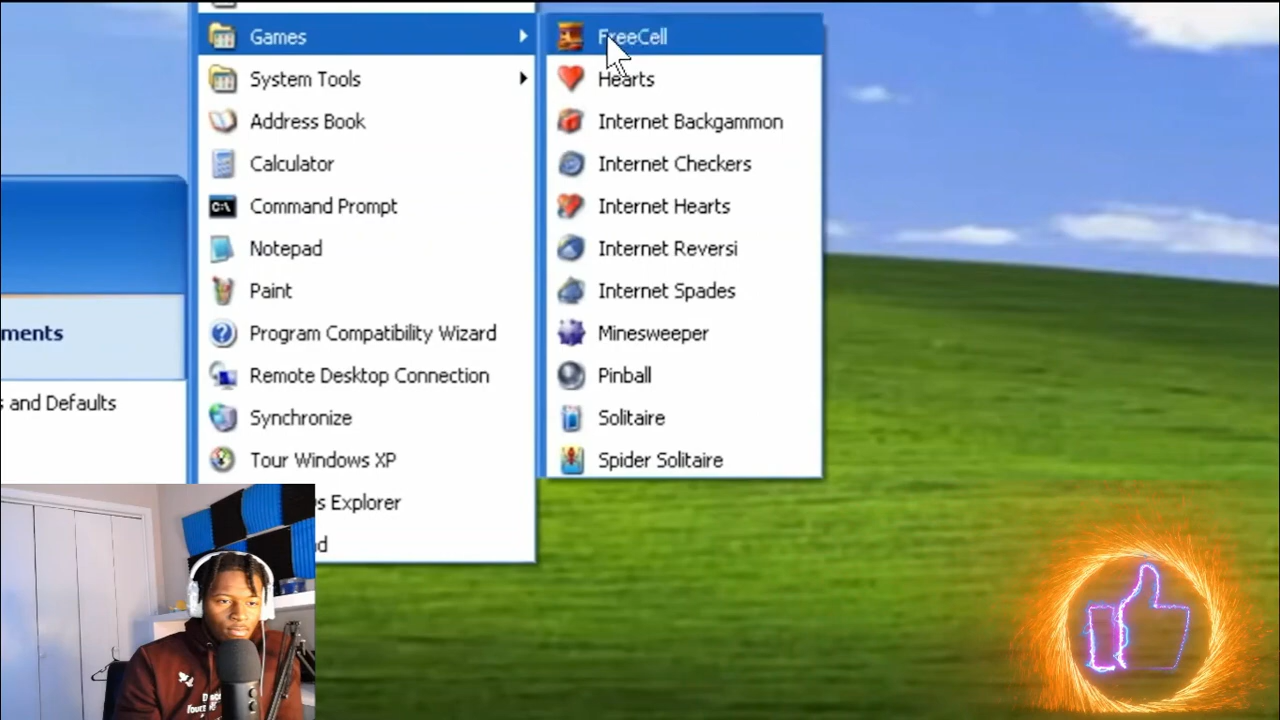 Games
System Tools
Address Book
Calculator
Command Prompt
C:\
Notepad
Paint
Program Compatibility Wizard
Remote Desktop Connection
Synchronize
Tour Windows XP
s Explorer
d
FreeCell
Hearts
Internet Backgammon
Internet Checkers
Internet Hearts
Internet Reversi
Internet Spades
Minesweeper
Pinball
Solitaire
Spider Solitaire
ments
s and Defaults